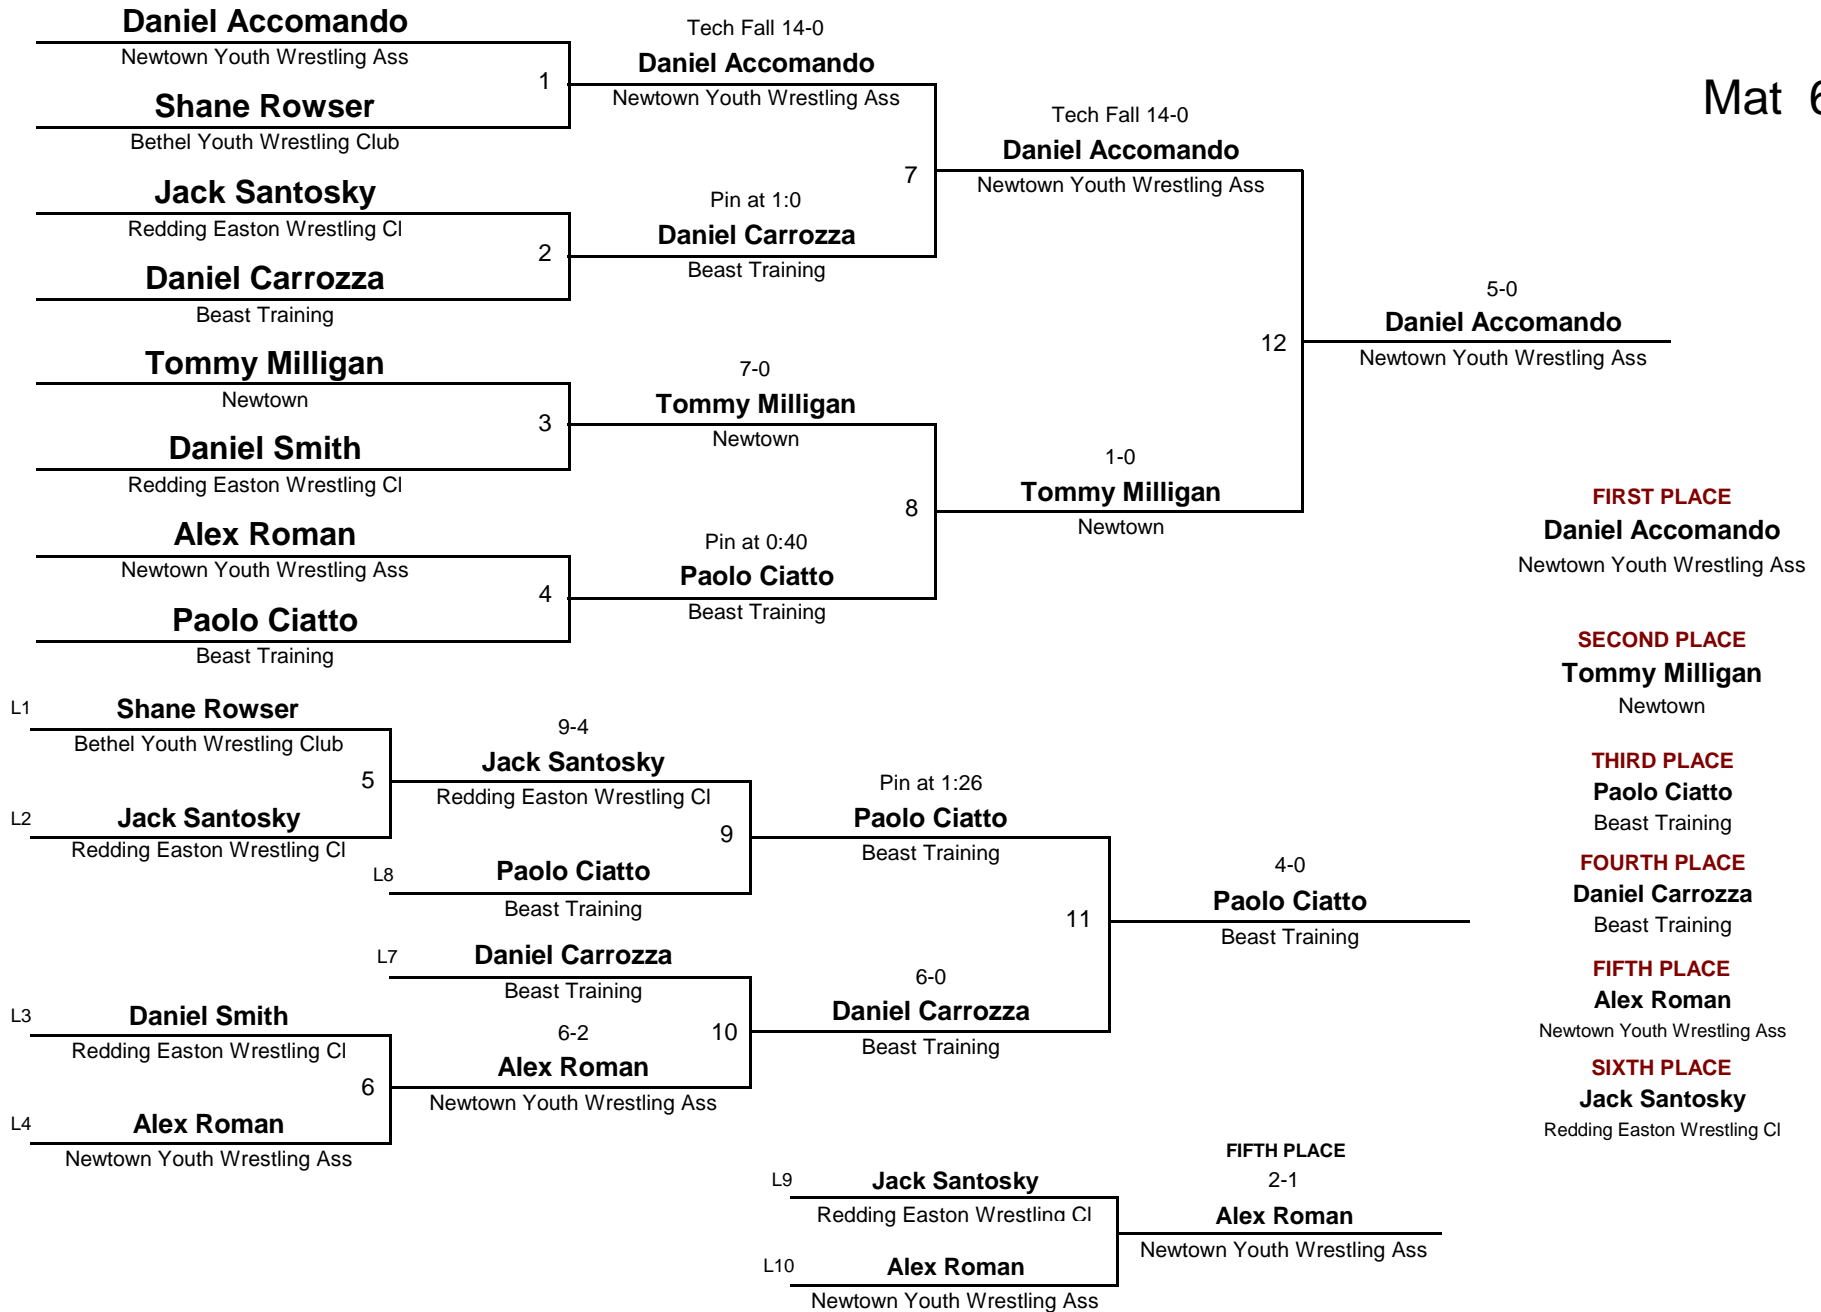 Daniel Accomando
Newtown Youth Wrestling Ass
1
Shane Rowser
Bethel Youth Wrestling Club
Jack Santosky
Redding Easton Wrestling Cl
2
Daniel Carrozza
Beast Training
Tommy Milligan
Newtown
3
Daniel Smith
Redding Easton Wrestling Cl
Alex Roman
Newtown Youth Wrestling Ass
4
Paolo Ciatto
Beast Training
Tech Fall 14-0
Daniel Accomando
Newtown Youth Wrestling Ass
7
Pin at 1:0
Daniel Carrozza
Beast Training
7-0
Tommy Milligan
Newtown
8
Pin at 0:40
Paolo Ciatto
Beast Training
Tech Fall 14-0
Daniel Accomando
Newtown Youth Wrestling Ass
12
1-0
Tommy Milligan
Newtown
5-0
Daniel Accomando
Newtown Youth Wrestling Ass
Mat 6
L1
Shane Rowser
Bethel Youth Wrestling Club
5
L2
Jack Santosky
Redding Easton Wrestling Cl
L3
Daniel Smith
Redding Easton Wrestling Cl
6
L4
Alex Roman
Newtown Youth Wrestling Ass
9-4
Jack Santosky
Redding Easton Wrestling Cl
9
L8
Paolo Ciatto
Beast Training
L7
Daniel Carrozza
Beast Training
10
6-2
Alex Roman
Newtown Youth Wrestling Ass
Pin at 1:26
Paolo Ciatto
Beast Training
11
6-0
Daniel Carrozza
Beast Training
4-0
Paolo Ciatto
Beast Training
L9
Jack Santosky
Redding Easton Wrestling Cl
L10
Alex Roman
Newtown Youth Wrestling Ass
FIFTH PLACE
2-1
Alex Roman
Newtown Youth Wrestling Ass
FIRST PLACE
Daniel Accomando
Newtown Youth Wrestling Ass
SECOND PLACE
Tommy Milligan
Newtown
THIRD PLACE
Paolo Ciatto
Beast Training
FOURTH PLACE
Daniel Carrozza
Beast Training
FIFTH PLACE
Alex Roman
Newtown Youth Wrestling Ass
SIXTH PLACE
Jack Santosky
Redding Easton Wrestling Cl